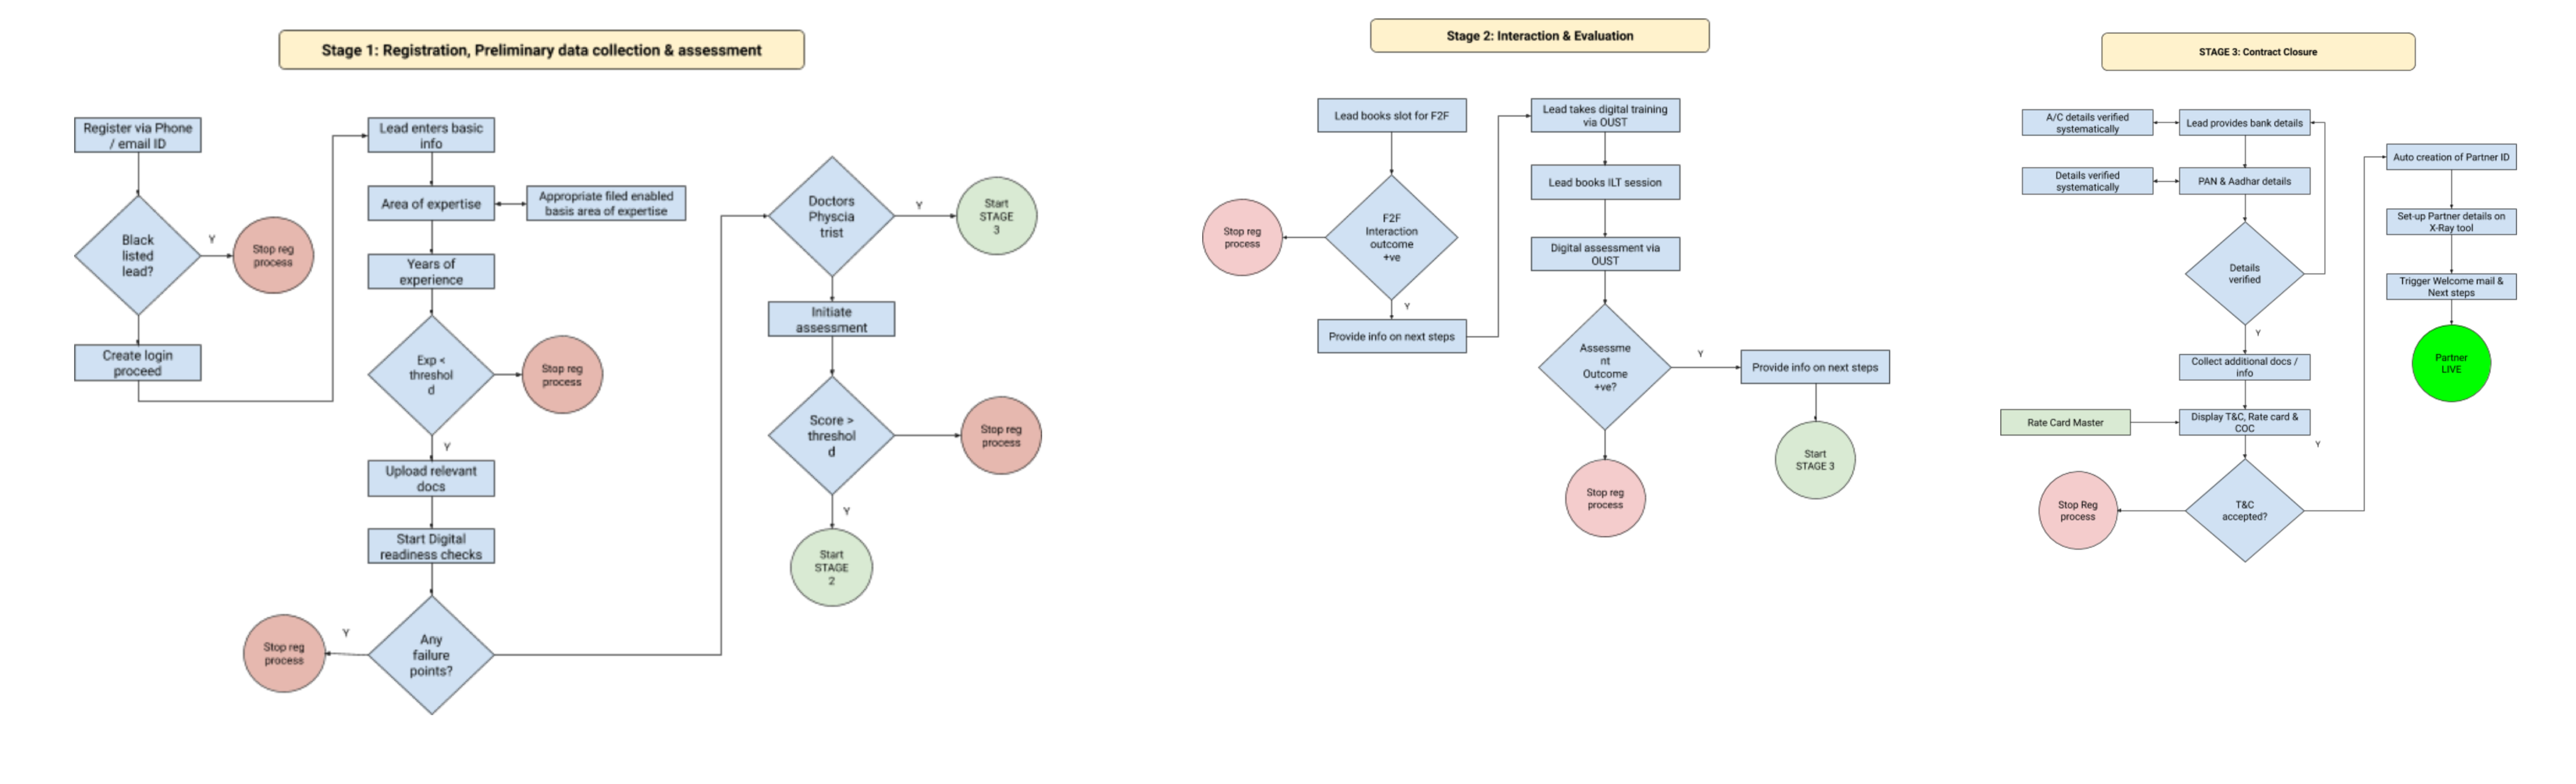 Stage 1: Registration, Preliminary data collection & assessment
Register via Phone
/ email ID
Black
listed
lead?
Y
Stop reg
process
Create login
proceed
Lead enters basic
info
Area of expertise
Appropriate filed enabled
basis area of expertise
Years of
experience
Exp <
threshol
d
Stop reg
process
Y
Upload relevant
docs
Start Digital
readiness checks
Any
failure
points?
Y
Stop reg
process
Doctors
Physcia
trist
Y
Start
STAGE
3
Initiate
assessment
Score >
threshol
d
Stop reg
process
Y
Start
STAGE
2
Stage 2: Interaction & Evaluation
Lead books slot for F2F
F2F
Interaction
outcome
+ve
Stop reg
process
Y
Provide info on next steps
Lead takes digital training
via OUST
Lead books ILT session
Digital assessment via
OUST
Assessme
nt
Outcome
+ve?
Y
Provide info on next steps
Start
STAGE 3
Stop reg
process
STAGE 3: Contract Closure
A/C details verified
systematically
Lead provides bank details
Details verified
systematically
PAN & Aadhar details
Details
verified
Y
Collect additional docs /
info
Rate Card Master
Display T&C, Rate card &
COC
Y
T&C
accepted?
Stop Reg
process
Auto creation of Partner ID
Set-up Partner details on
X-Ray tool
Trigger Welcome mail &
Next steps
Partner
LIVE